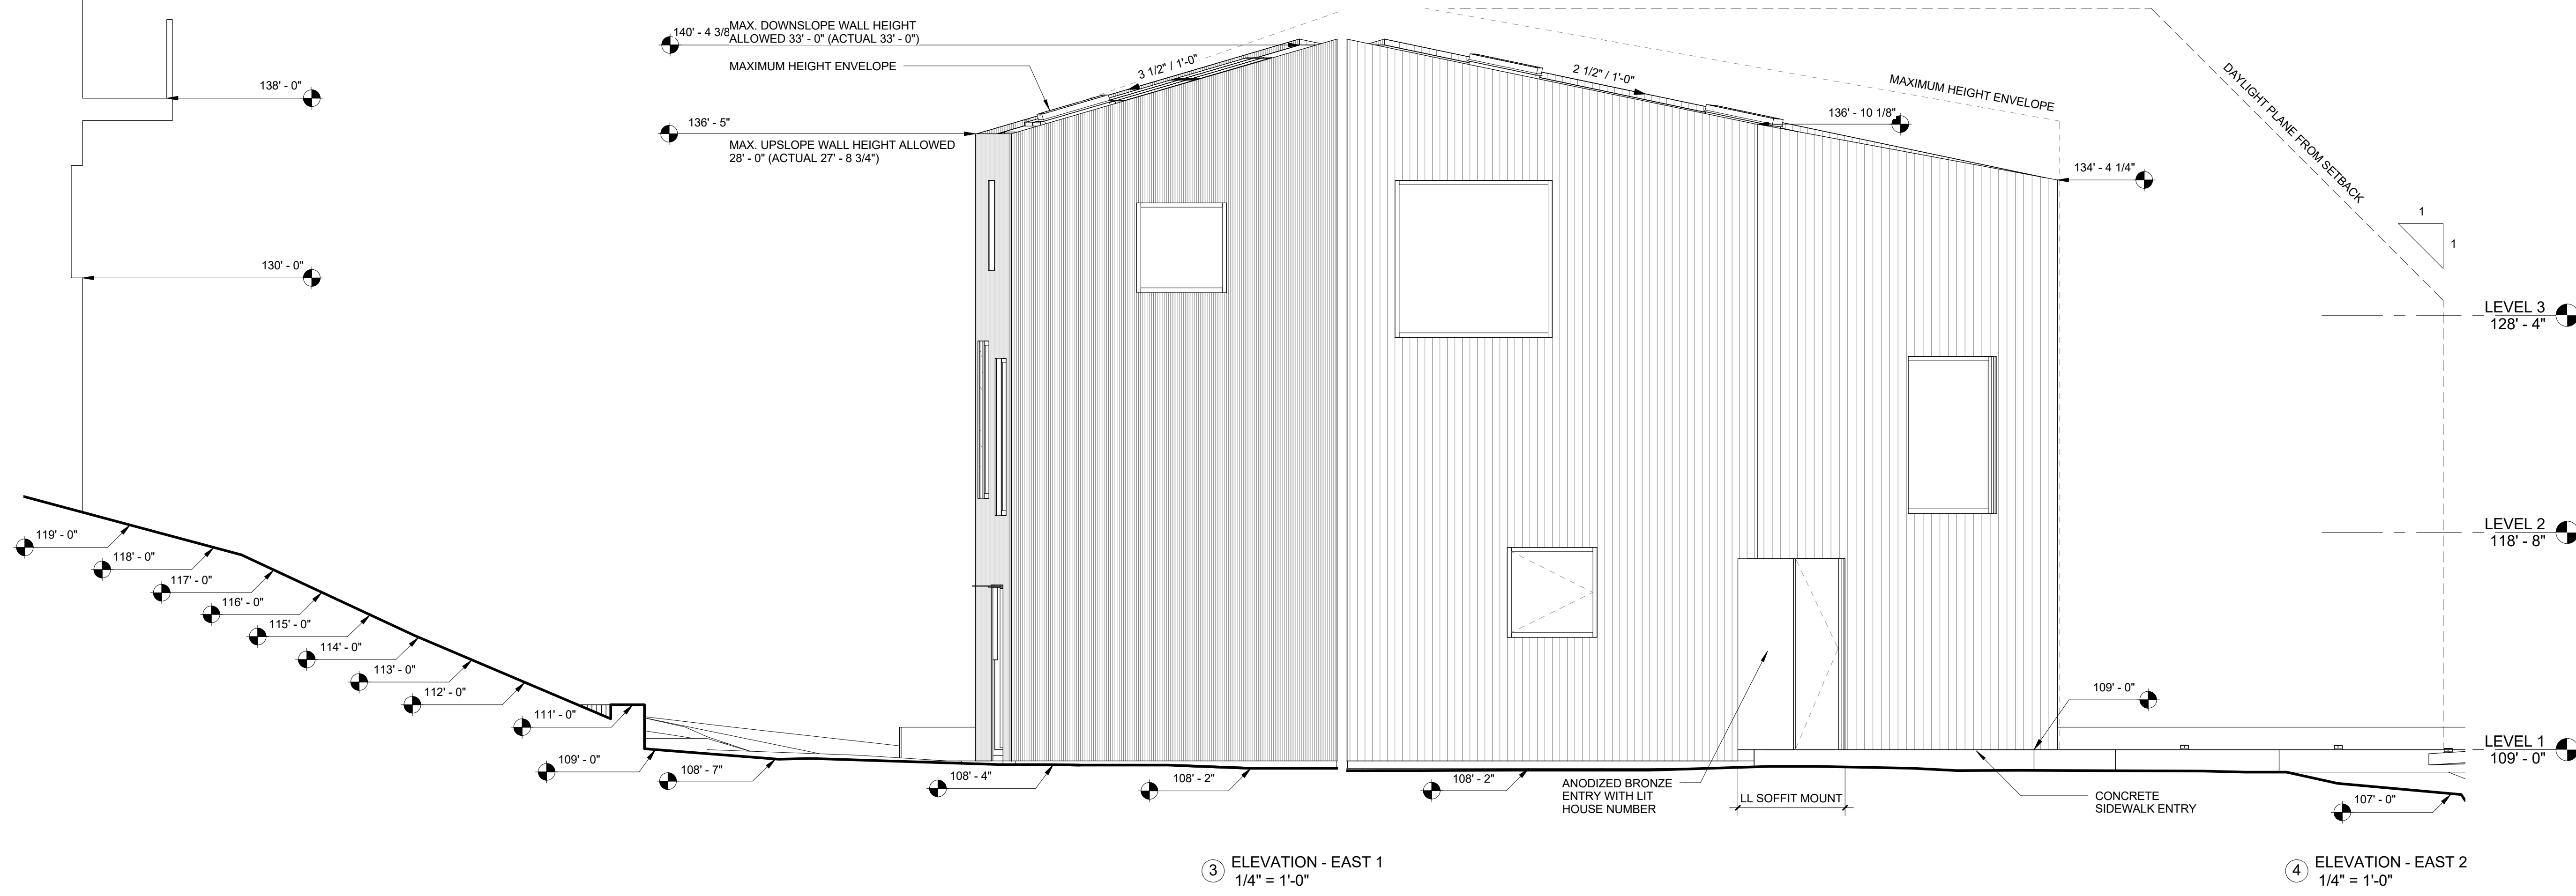 140' - 4 3/8
MAX. DOWNSLOPE WALL HEIGHT
ALLOWED 33' - 0" (ACTUAL 33' - 0")
MAXIMUM HEIGHT ENVELOPE
136' - 5"
MAX. UPSLOPE WALL HEIGHT ALLOWED
28' - 0" (ACTUAL 27' - 8 3/4")
138' - 0"
130' - 0"
3 1/2" / 1'-0"
2 1/2" / 1'-0"
MAXIMUM HEIGHT ENVELOPE
136' - 10 1/8"
134' - 4 1/4"
DAYLIGHT PLANE FROM SETBACK
1
1
LEVEL 3
128' - 4"
LEVEL 2
118' - 8"
LEVEL 1
109' - 0"
119' - 0"
118' - 0"
117' - 0"
116' - 0"
115' - 0"
114' - 0"
113' - 0"
112' - 0"
111' - 0"
109' - 0"
108' - 7"
108' - 4"
108' - 2"
108' - 2"
ANODIZED BRONZE
ENTRY WITH LIT
HOUSE NUMBER
LL SOFFIT MOUNT
109' - 0"
CONCRETE
SIDEWALK ENTRY
107' - 0"
3 ELEVATION - EAST 1
1/4" = 1'-0"
4 ELEVATION - EAST 2
1/4" = 1'-0"